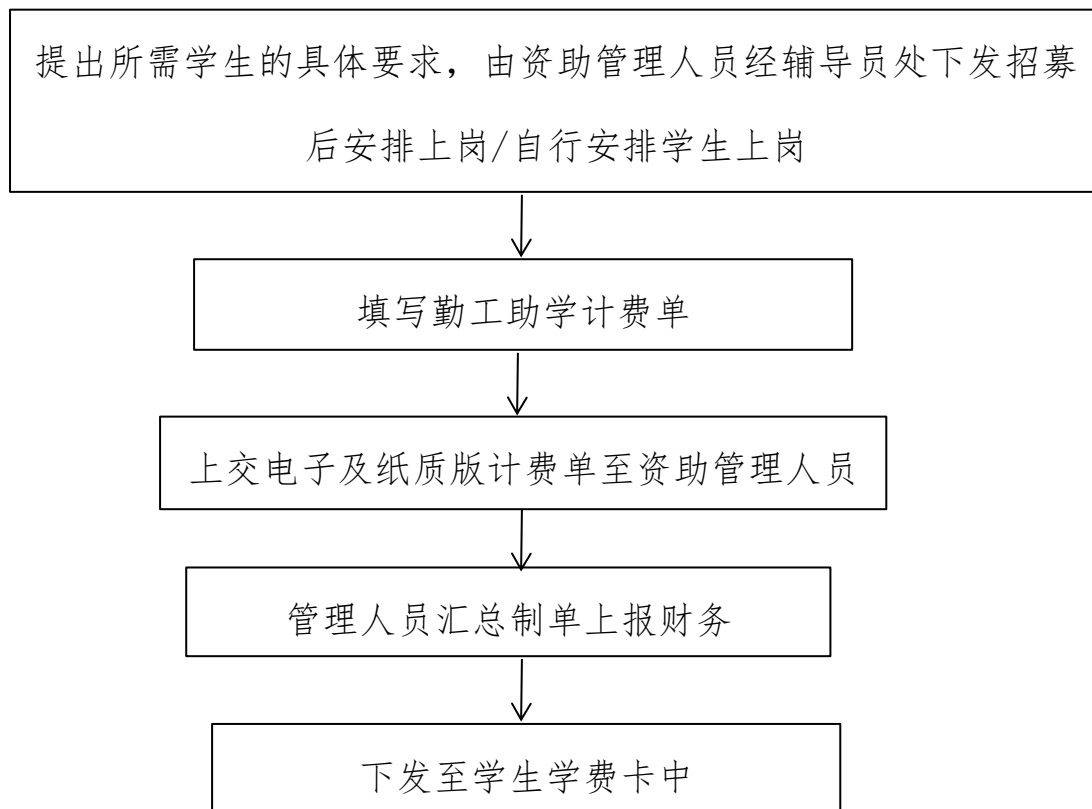 提出所需学生的具体要求，由资助管理人员经辅导员处下发招募
后安排上岗/自行安排学生上岗
填写勤工助学计费单
上交电子及纸质版计费单至资助管理人员
管理人员汇总制单上报财务
下发至学生学费卡中